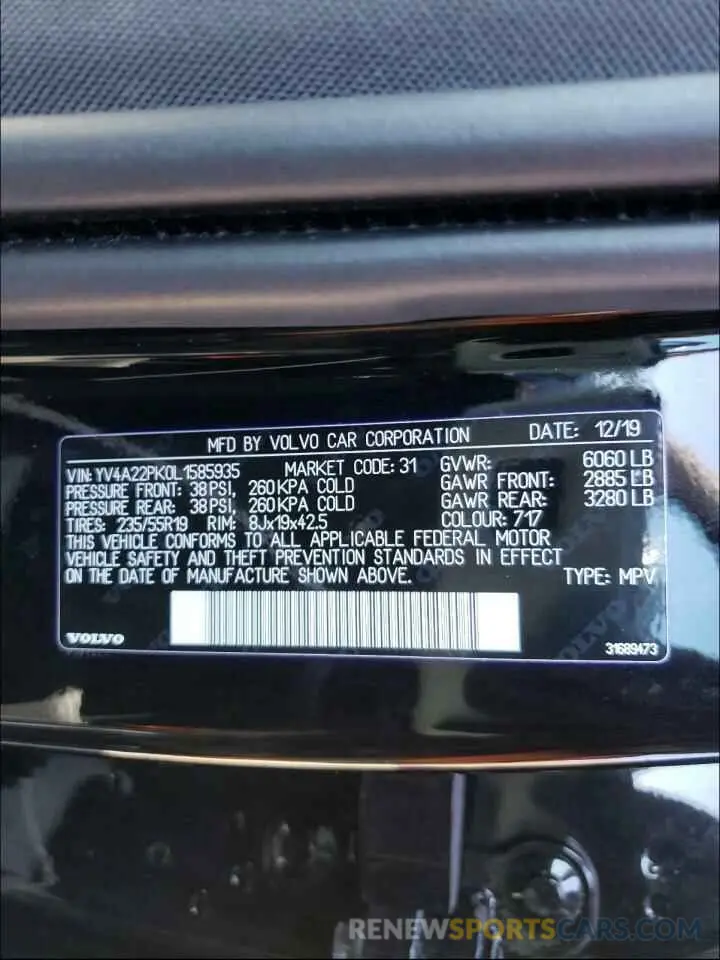 MFD BY VOLVO CAR CORPORATION DATE: 12/19
VIN: YV4A22PK0L1585935 MARKET CODE: 31 GVWR: 6060 LB
PRESSURE FRONT: 38 PSI, 260 KPA COLD GAWR FRONT: 2885 LB
PRESSURE REAR: 38 PSI, 260 KPA COLD GAWR REAR: 3280 LB
TIRES: 235/55R19 RIM: 8Jx19x42.5 COLOUR: 717
THIS VEHICLE CONFORMS TO ALL APPLICABLE FEDERAL MOTOR
VEHICLE SAFETY AND THEFT PREVENTION STANDARDS IN EFFECT
ON THE DATE OF MANUFACTURE SHOWN ABOVE. TYPE: MPV
VOLVO 31689473
RENEWSPORTSCARS.COM